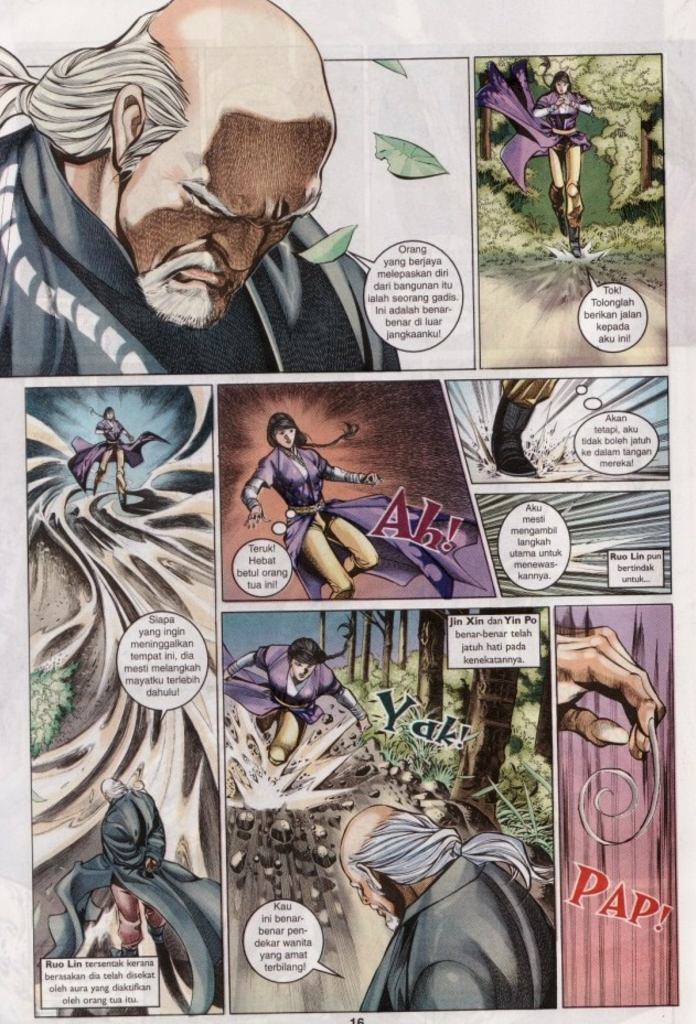 Orang
yang berjaya
melepaskan diri
dari bangunan itu
ialah seorang gadis.
Ini adalah benar-
benar di luar
jangkaanku!
Tok!
Tolonglah
berikan jalan
kepada
aku ini!
Siapa
yang ingin
meninggalkan
tempat ini, dia
mesti melangkah
mayatku terlebih
dahulu!
Ruo Lin tersentak kerana
berasakan dia telah disekat
oleh aura yang diaktifkan
oleh orang tua itu.
Ah!
Teruk!
Hebat
betul orang
tua ini!
Akan
tetapi, aku
tidak boleh jatuh
ke dalam tangan
mereka!
Aku
mesti
mengambil
langkah
utama untuk
menewas-
kannya.
Ruo Lin pun
bertindak
untuk...
Jin Xin dan Yin Po
benar-benar telah
jatuh hati pada
kenekatannya.
Yak!
Kau
ini benar-
benar pen-
dekar wanita
yang amat
terbilang!
PAP!
16